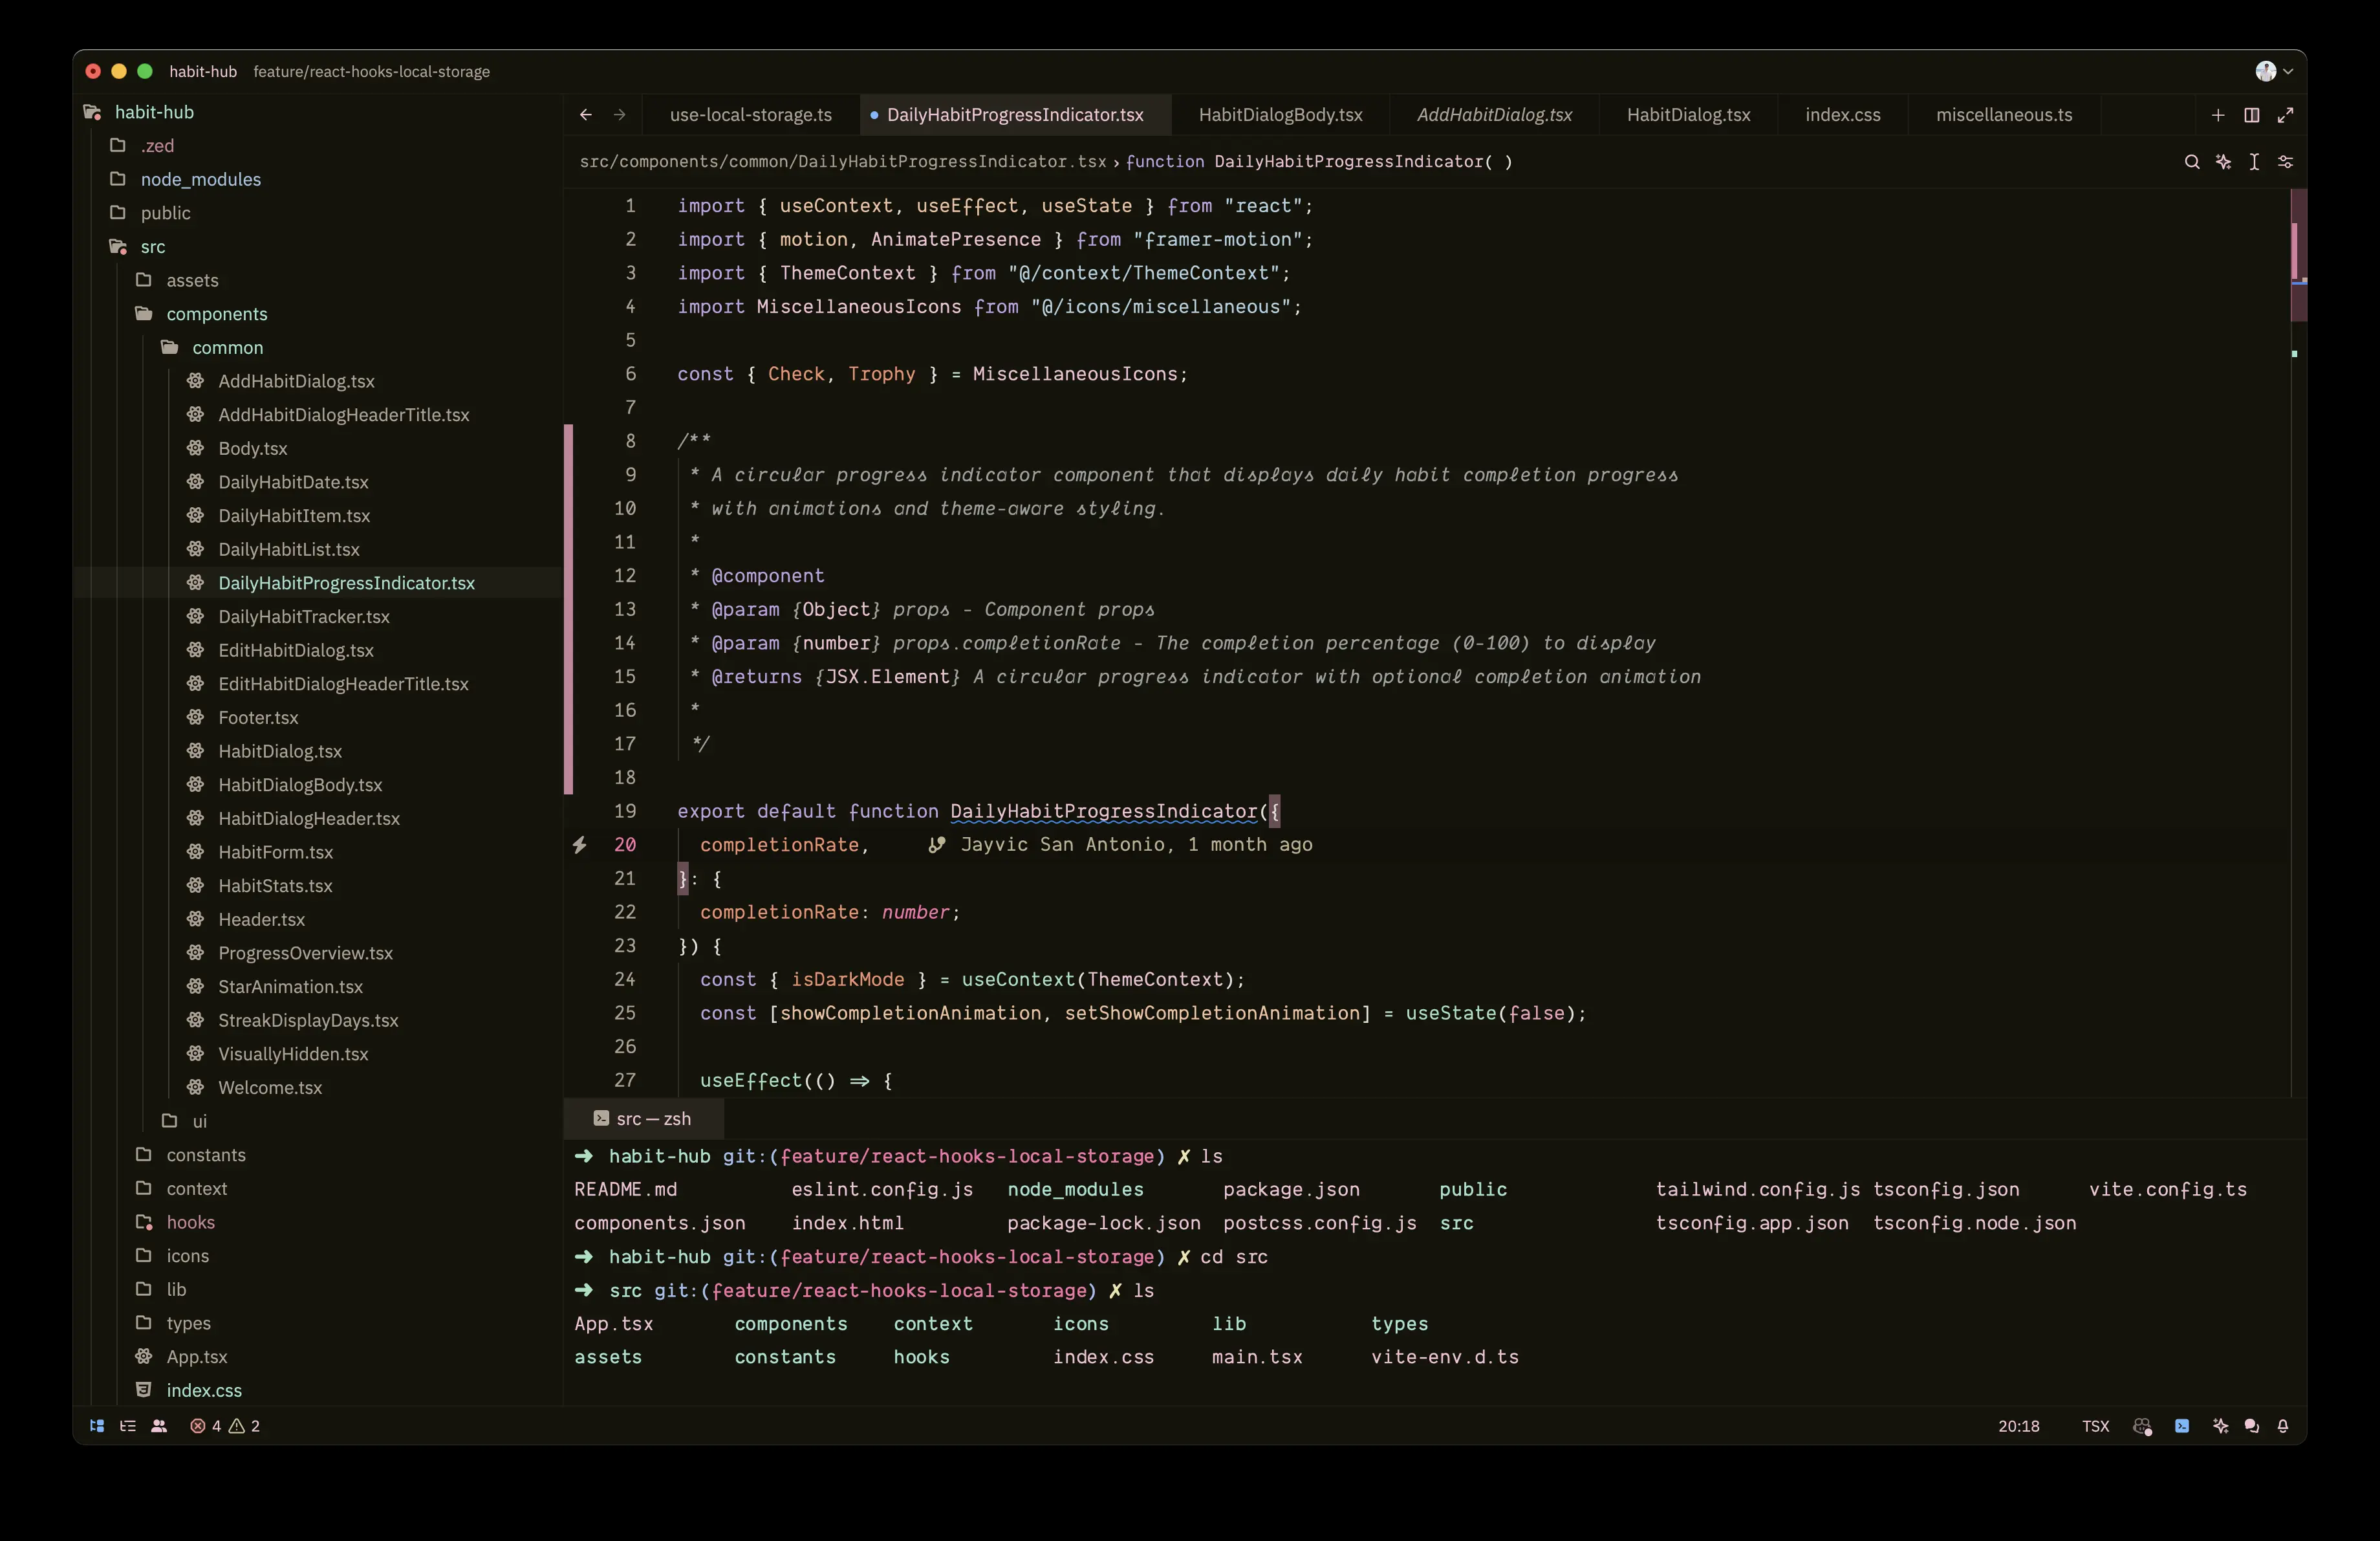 habit-hub feature/react-hooks-local-storage
habit-hub
.zed
node_modules
public
src
assets
components
common
AddHabitDialog.tsx
AddHabitDialogHeaderTitle.tsx
Body.tsx
DailyHabitDate.tsx
DailyHabitItem.tsx
DailyHabitList.tsx
DailyHabitProgressIndicator.tsx
DailyHabitTracker.tsx
EditHabitDialog.tsx
EditHabitDialogHeaderTitle.tsx
Footer.tsx
HabitDialog.tsx
HabitDialogBody.tsx
HabitDialogHeader.tsx
HabitForm.tsx
HabitStats.tsx
Header.tsx
ProgressOverview.tsx
StarAnimation.tsx
StreakDisplayDays.tsx
VisuallyHidden.tsx
Welcome.tsx
ui
constants
context
hooks
icons
lib
types
App.tsx
index.css
use-local-storage.ts DailyHabitProgressIndicator.tsx HabitDialogBody.tsx AddHabitDialog.tsx HabitDialog.tsx index.css miscellaneous.ts
src/components/common/DailyHabitProgressIndicator.tsx › function DailyHabitProgressIndicator( )
1 import { useContext, useEffect, useState } from "react";
2 import { motion, AnimatePresence } from "framer-motion";
3 import { ThemeContext } from "@/context/ThemeContext";
4 import MiscellaneousIcons from "@/icons/miscellaneous";
5
6 const { Check, Trophy } = MiscellaneousIcons;
7
8 /**
9 * A circular progress indicator component that displays daily habit completion progress
10 * with animations and theme-aware styling.
11 *
12 * @component
13 * @param {Object} props - Component props
14 * @param {number} props.completionRate - The completion percentage (0-100) to display
15 * @returns {JSX.Element} A circular progress indicator with optional completion animation
16 *
17 */
18
19 export default function DailyHabitProgressIndicator({
20 completionRate, Jayvic San Antonio, 1 month ago
21 }: {
22 completionRate: number;
23 }) {
24 const { isDarkMode } = useContext(ThemeContext);
25 const [showCompletionAnimation, setShowCompletionAnimation] = useState(false);
26
27 useEffect(() => {
src — zsh
➜ habit-hub git:(feature/react-hooks-local-storage) ✗ ls
README.md eslint.config.js node_modules package.json public tailwind.config.js tsconfig.json vite.config.ts
components.json index.html package-lock.json postcss.config.js src tsconfig.app.json tsconfig.node.json
➜ habit-hub git:(feature/react-hooks-local-storage) ✗ cd src
➜ src git:(feature/react-hooks-local-storage) ✗ ls
App.tsx components context icons lib types
assets constants hooks index.css main.tsx vite-env.d.ts
4 2 20:18 TSX